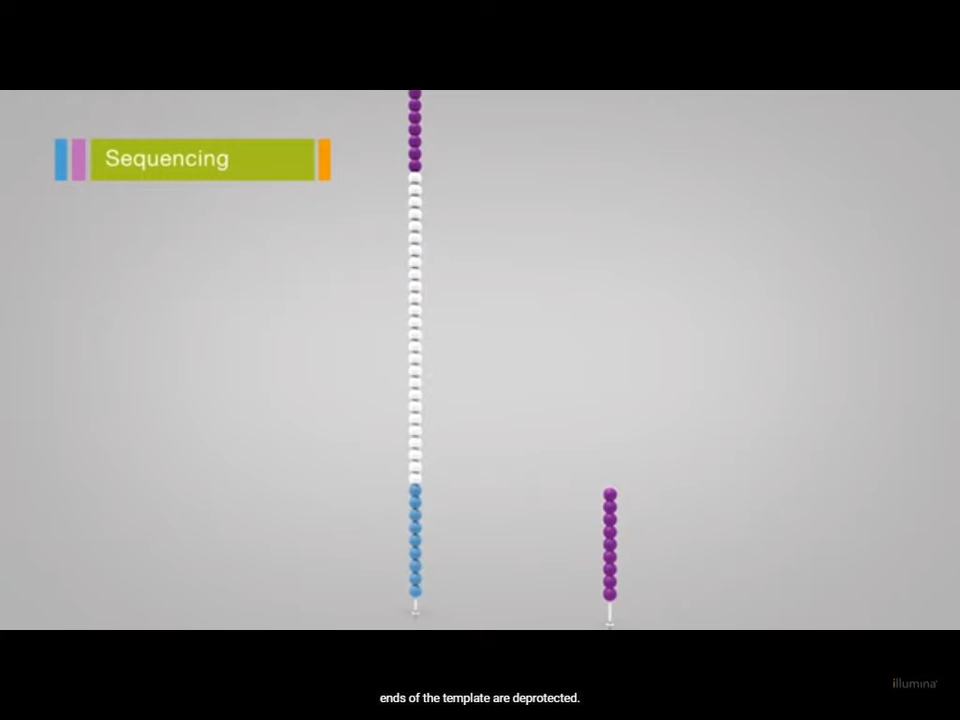 Sequencing
illumina
ends of the template are deprotected.